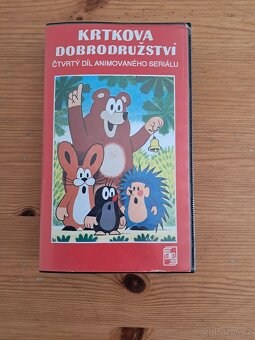 KRTKOVA
DOBRODRUŽSTVÍ
ČTVRTÝ DÍL ANIMOVANÉHO SERIÁLU